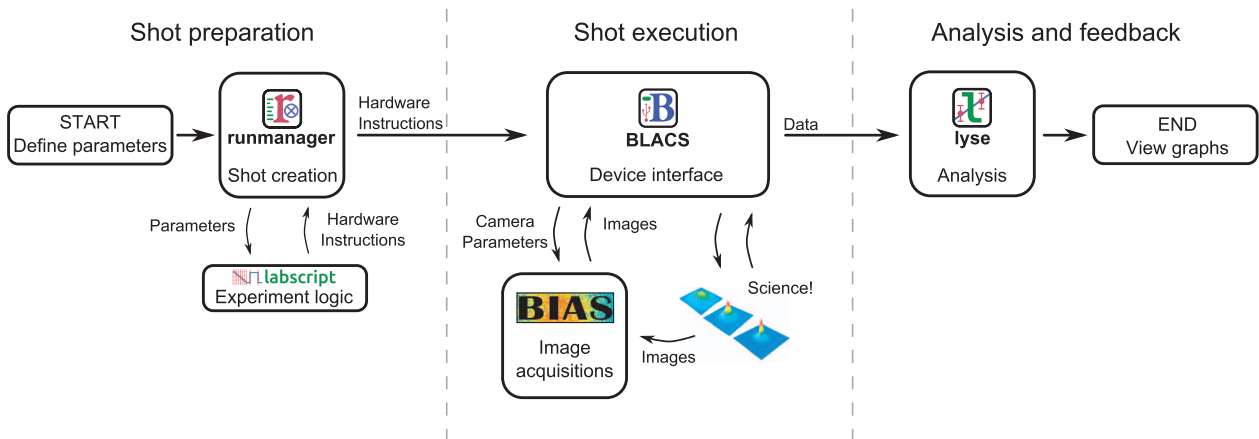 Shot preparation
Shot execution
Analysis and feedback
START
Define parameters
runmanager
Shot creation
Hardware
Instructions
BLACS
Device interface
Data
lyse
Analysis
END
View graphs
Parameters
Hardware
Instructions
labscript
Experiment logic
Camera
Parameters
Images
Science!
BIAS
Image
acquisitions
Images